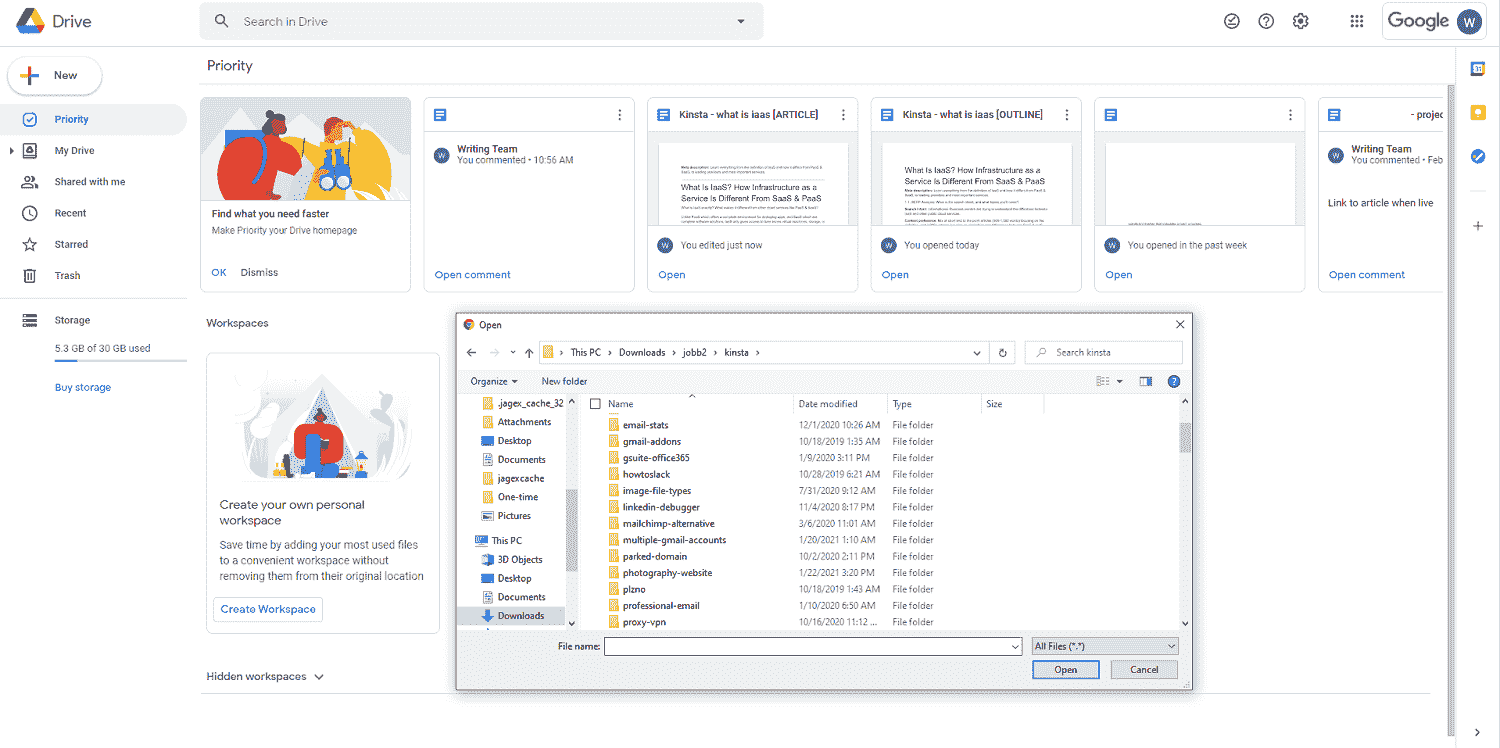 Drive
Search in Drive
Google
W
New
Priority
My Drive
Shared with me
Recent
Starred
Trash
Storage
5.3 GB of 30 GB used
Buy storage
Priority
Find what you need faster
Make Priority your Drive homepage
OK Dismiss
W
Writing Team
You commented • 10:56 AM
Open comment
Kinsta - what is iaas [ARTICLE]
What Is IaaS? How Infrastructure as a
Service Is Different From SaaS & PaaS
W You edited just now
Open
Kinsta - what is iaas [OUTLINE]
What Is IaaS? How Infrastructure as a
Service Is Different From SaaS & PaaS
W You opened today
Open
W You opened in the past week
Open
- projec
W
Writing Team
You commented • Feb
Link to article when live
Open comment
31
Workspaces
Create your own personal
workspace
Save time by adding your most used files
to a convenient workspace without
removing them from their original location
Create Workspace
Hidden workspaces
Open
This PC > Downloads > jobb2 > kinsta >
Search kinsta
Organize New folder
.jagex_cache_32
Attachments
Desktop
Documents
jagexcache
One-time
Pictures
This PC
3D Objects
Desktop
Documents
Downloads
Name Date modified Type Size
email-stats 12/1/2020 10:26 AM File folder
gmail-addons 10/18/2019 1:35 AM File folder
gsuite-office365 1/9/2020 3:11 PM File folder
howtoslack 10/28/2019 6:21 AM File folder
image-file-types 7/31/2020 9:12 AM File folder
linkedin-debugger 11/4/2020 8:17 PM File folder
mailchimp-alternative 3/6/2020 11:01 AM File folder
multiple-gmail-accounts 1/20/2021 1:10 AM File folder
parked-domain 10/2/2020 2:11 PM File folder
photography-website 1/22/2021 3:20 PM File folder
plzno 10/18/2019 1:43 AM File folder
professional-email 1/10/2020 6:50 AM File folder
proxy-vpn 10/16/2020 11:12 ... File folder
File name:
All Files (*.*)
Open Cancel